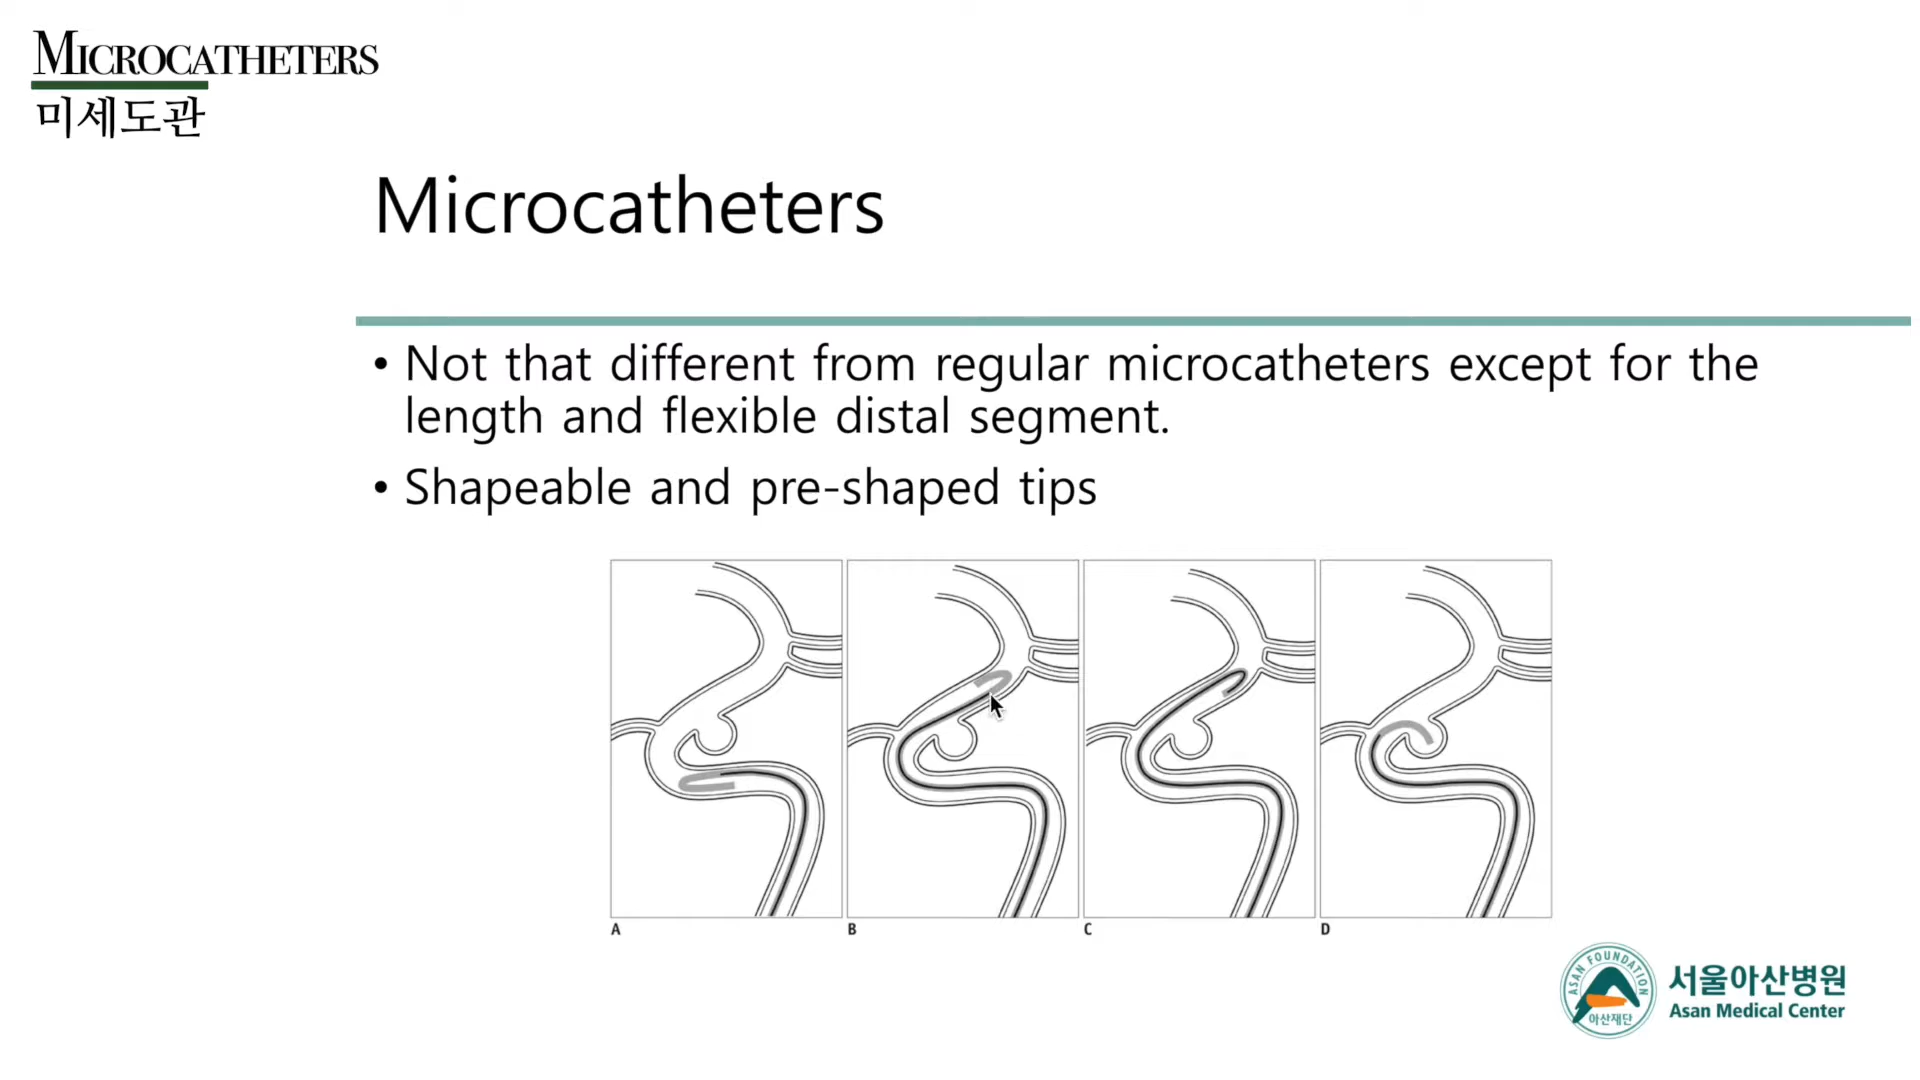 MICROCATHETERS
미세도관
Microcatheters
• Not that different from regular microcatheters except for the
length and flexible distal segment.
• Shapeable and pre-shaped tips
A B C D
ASAN FOUNDATION
아산재단
서울아산병원
Asan Medical Center